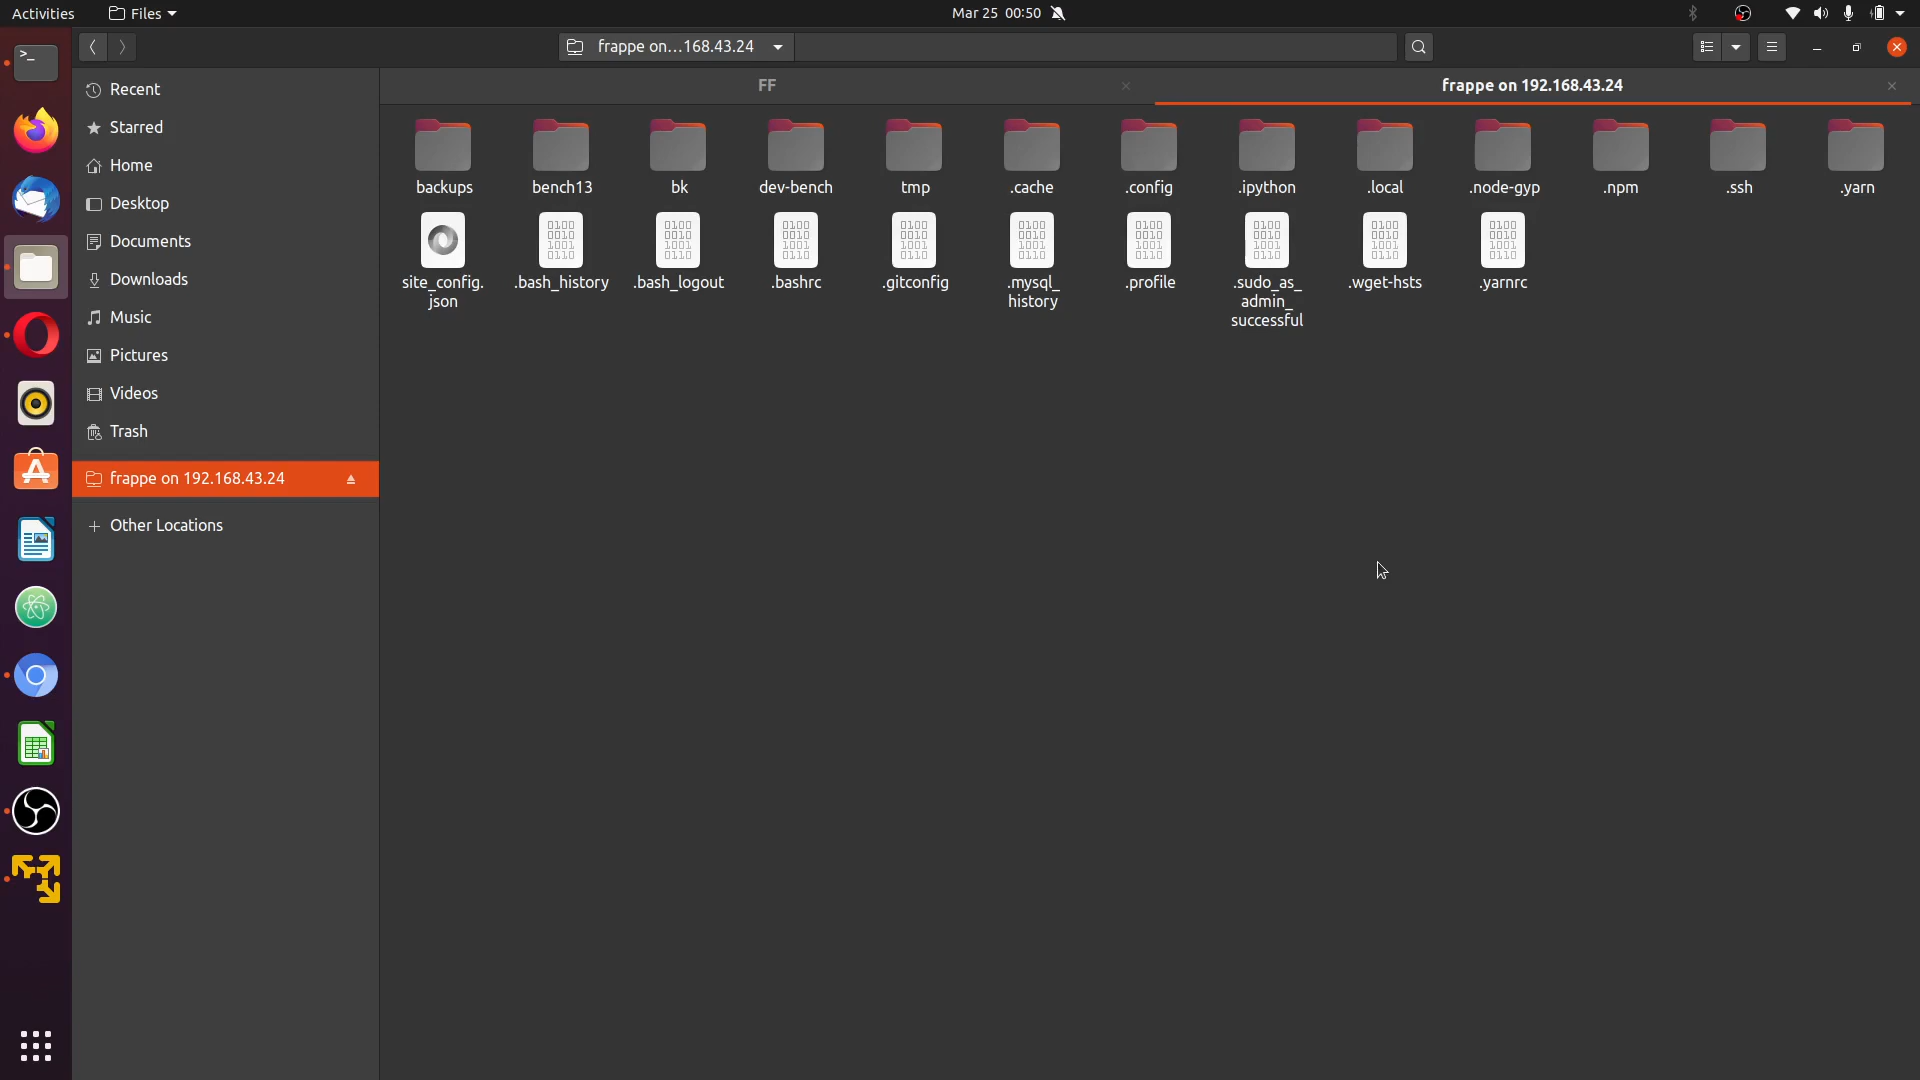 Activities
Files
Mar 25 00:50
frappe on…168.43.24
FF
frappe on 192.168.43.24
Recent
Starred
Home
Desktop
Documents
Downloads
Music
Pictures
Videos
Trash
frappe on 192.168.43.24
Other Locations
backups
bench13
bk
dev-bench
tmp
.cache
.config
.ipython
.local
.node-gyp
.npm
.ssh
.yarn
site_config.
json
.bash_history
.bash_logout
.bashrc
.gitconfig
.mysql_
history
.profile
.sudo_as_
admin_
successful
.wget-hsts
.yarnrc